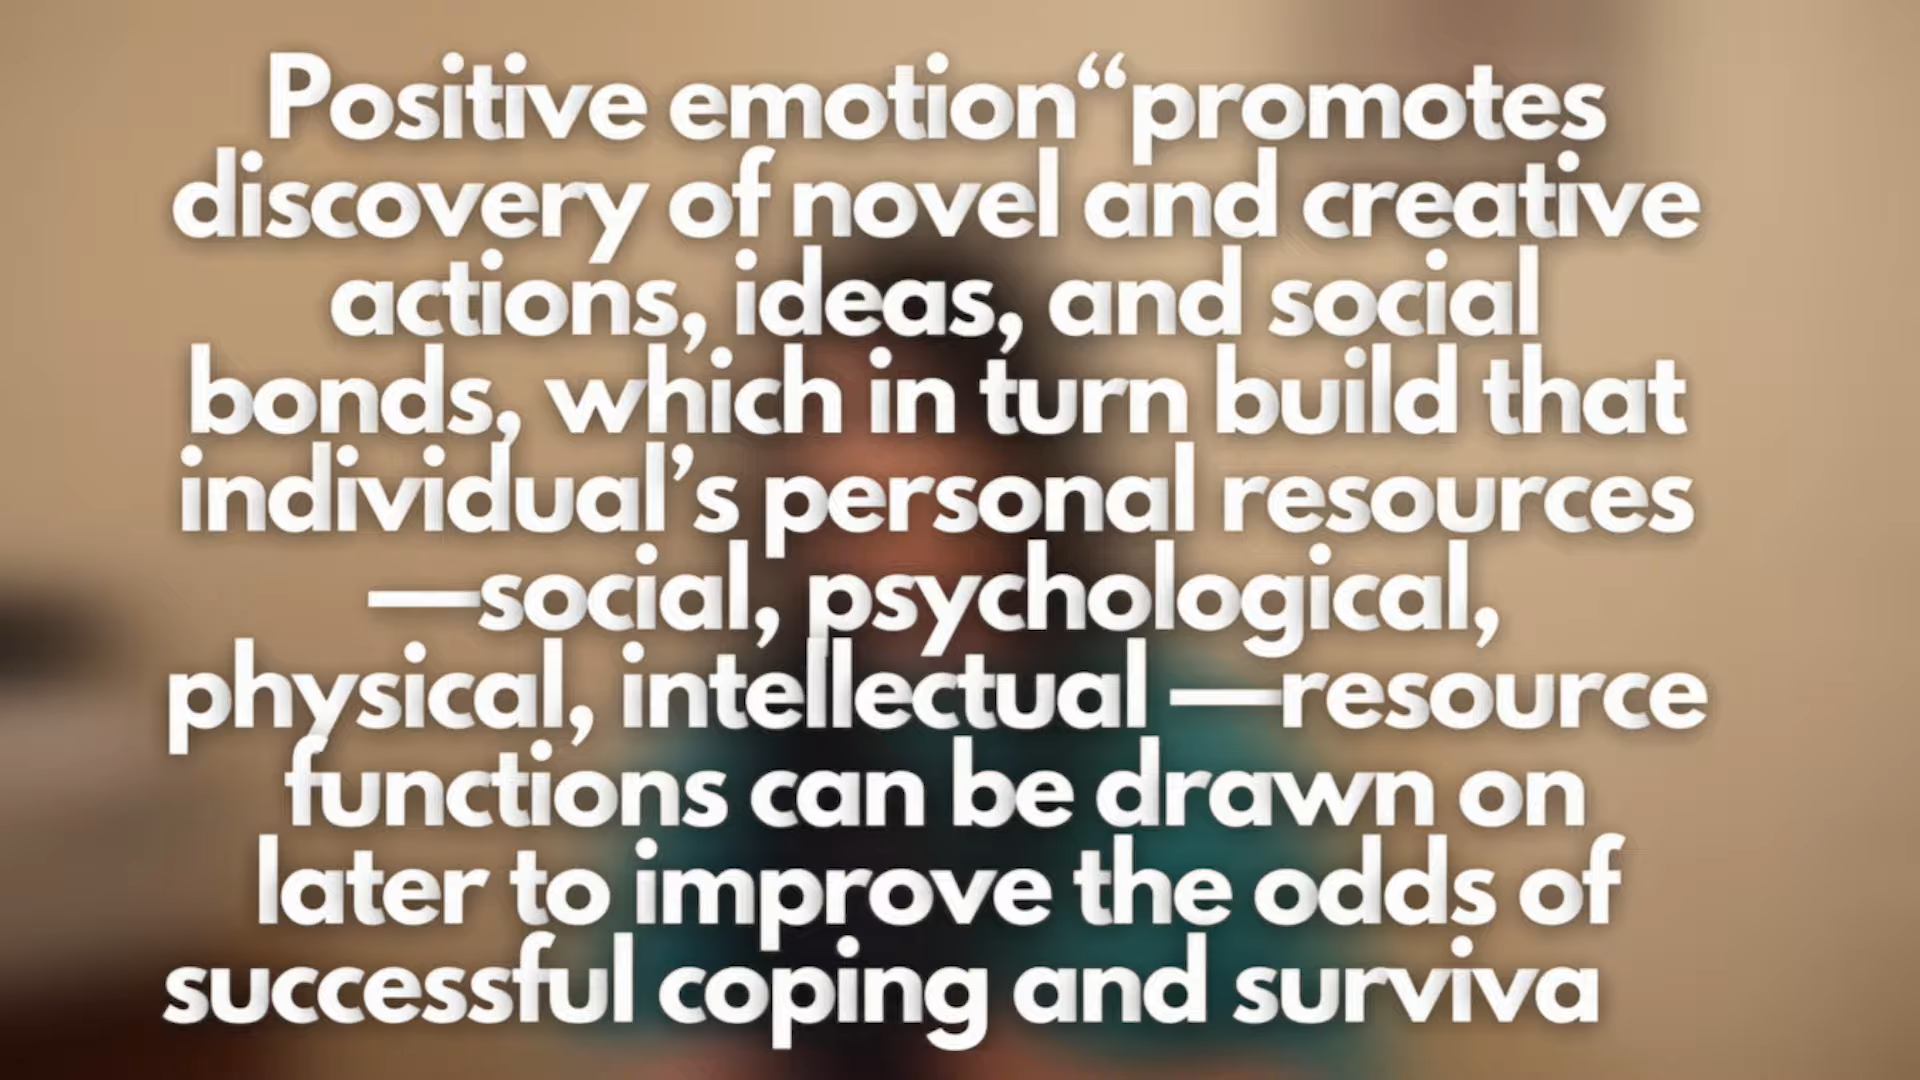 Positive emotion“promotes
discovery of novel and creative
actions, ideas, and social
bonds, which in turn build that
individual’s personal resources
—social, psychological,
physical, intellectual —resource
functions can be drawn on
later to improve the odds of
successful coping and surviva